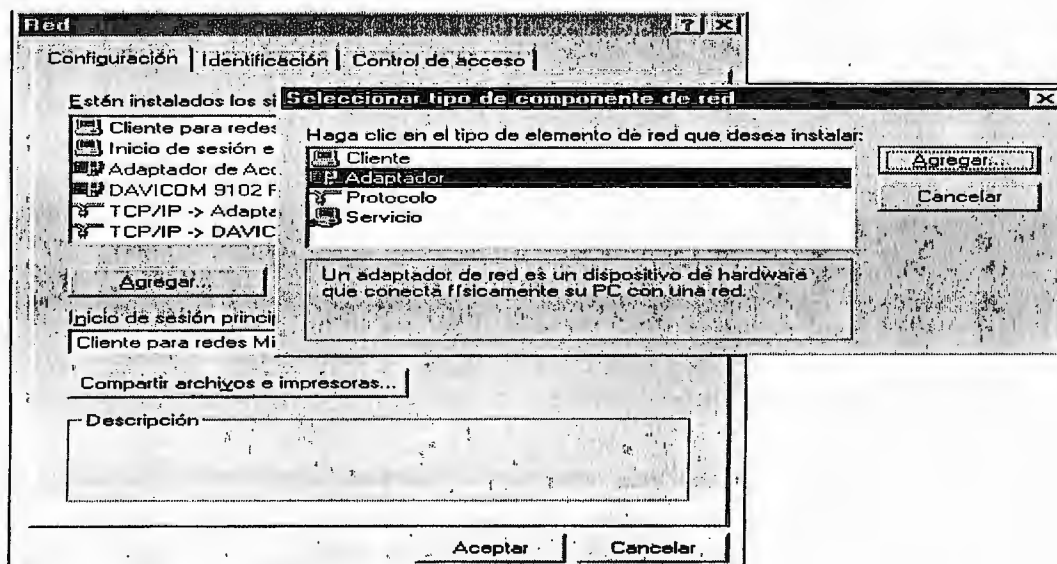 Red
Configuración Identificación Control de acceso
Están instalados los si
Cliente para redes
Inicio de sesión e
Adaptador de Acc
DAVICOM 9102 F
TCP/IP -> Adapta
TCP/IP -> DAVIC
Agregar...
Inicio de sesión princi
Cliente para redes Mi
Compartir archivos e impresoras...
Descripción
Aceptar Cancelar
Seleccionar tipo de componente de red
Haga clic en el tipo de elemento de red que desea instalar:
Cliente
Adaptador
Protocolo
Servicio
Agregar...
Cancelar
Un adaptador de red es un dispositivo de hardware
que conecta físicamente su PC con una red.